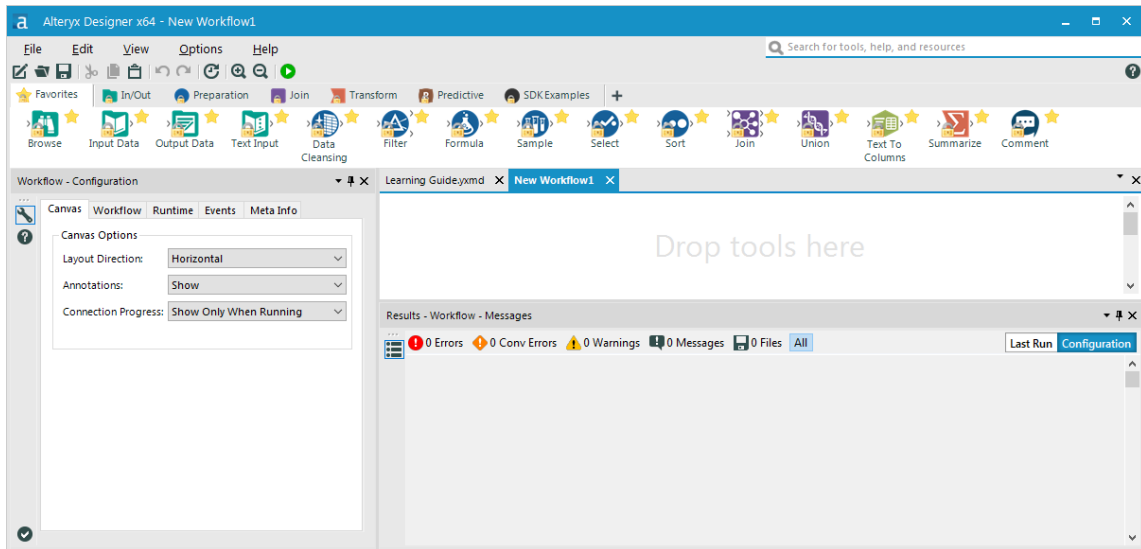 a Alteryx Designer x64 - New Workflow1
File Edit View Options Help Search for tools, help, and resources
Favorites In/Out Preparation Join Transform Predictive SDKExamples +
Browse Input Data Output Data Text Input Data Cleansing Filter Formula Sample Select Sort Join Union Text To Columns Summarize Comment
Workflow - Configuration
Canvas Workflow Runtime Events Meta Info
Canvas Options
Layout Direction: Horizontal
Annotations: Show
Connection Progress: Show Only When Running
Learning Guide.yxmd X New Workflow1 X
Drop tools here
Results - Workflow - Messages
0 Errors 0 Conv Errors 0 Warnings 0 Messages 0 Files All Last Run Configuration